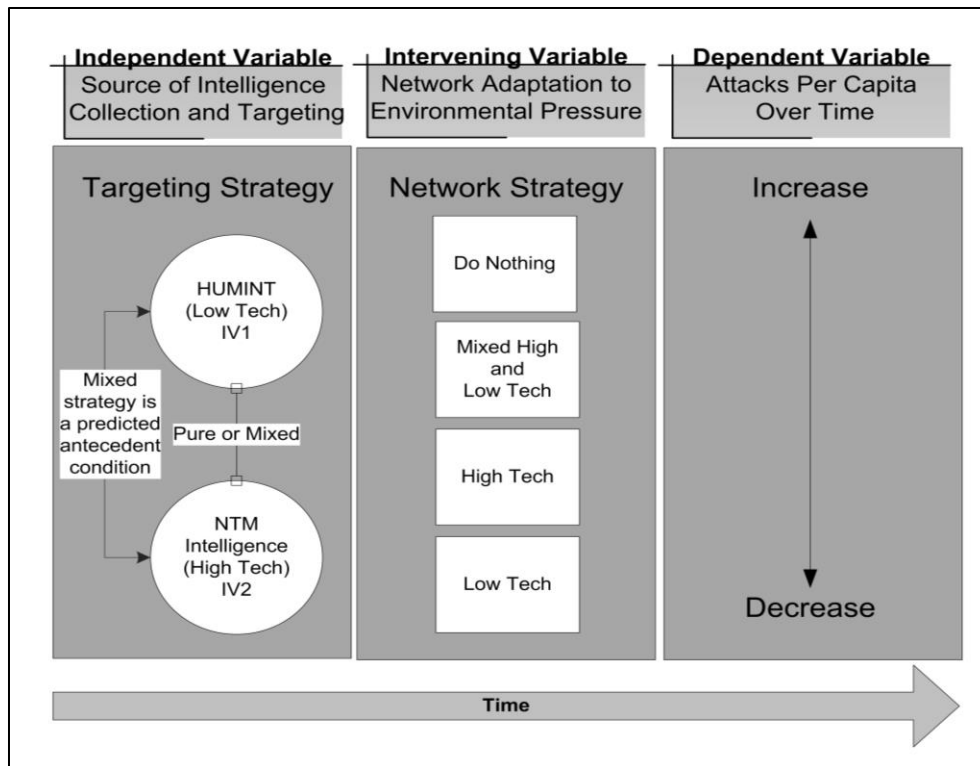 Independent Variable
Source of Intelligence
Collection and Targeting
Intervening Variable
Network Adaptation to
Environmental Pressure
Dependent Variable
Attacks Per Capita
Over Time
Targeting Strategy
HUMINT
(Low Tech)
IV1
Mixed
strategy is
a predicted
antecedent
condition
Pure or Mixed
NTM
Intelligence
(High Tech)
IV2
Network Strategy
Do Nothing
Mixed High
and
Low Tech
High Tech
Low Tech
Increase
Decrease
Time